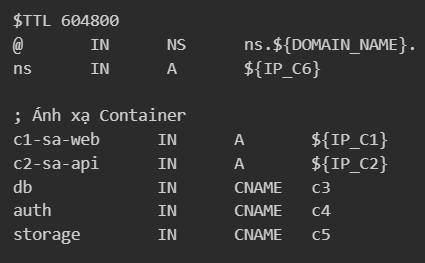 $TTL 604800
@ IN NS ns.${DOMAIN_NAME}.
ns IN A ${IP_C6}
; Ánh xạ Container
c1-sa-web IN A ${IP_C1}
c2-sa-api IN A ${IP_C2}
db IN CNAME c3
auth IN CNAME c4
storage IN CNAME c5